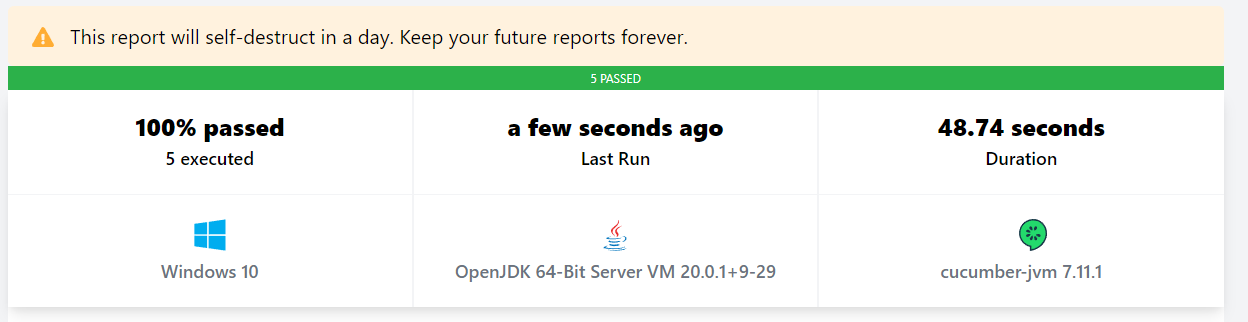 This report will self-destruct in a day. Keep your future reports forever.
5 PASSED
100% passed
5 executed
a few seconds ago
Last Run
48.74 seconds
Duration
Windows 10
OpenJDK 64-Bit Server VM 20.0.1+9-29
cucumber-jvm 7.11.1